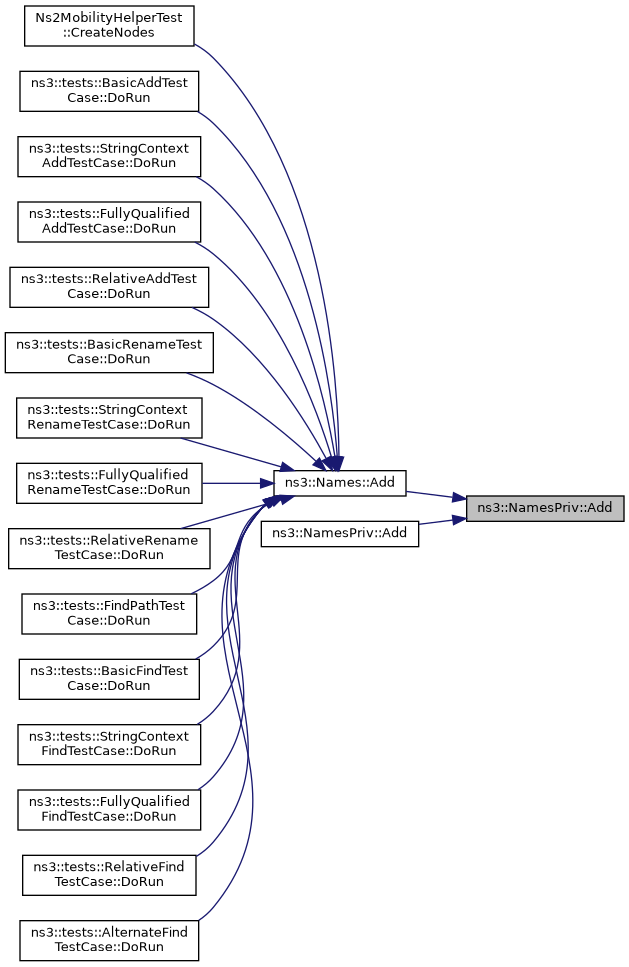 Ns2MobilityHelperTest
::CreateNodes
ns3::tests::BasicAddTest
Case::DoRun
ns3::tests::StringContext
AddTestCase::DoRun
ns3::tests::FullyQualified
AddTestCase::DoRun
ns3::tests::RelativeAddTest
Case::DoRun
ns3::tests::BasicRenameTest
Case::DoRun
ns3::tests::StringContext
RenameTestCase::DoRun
ns3::tests::FullyQualified
RenameTestCase::DoRun
ns3::tests::RelativeRename
TestCase::DoRun
ns3::tests::FindPathTest
Case::DoRun
ns3::tests::BasicFindTest
Case::DoRun
ns3::tests::StringContext
FindTestCase::DoRun
ns3::tests::FullyQualified
FindTestCase::DoRun
ns3::tests::RelativeFind
TestCase::DoRun
ns3::tests::AlternateFind
TestCase::DoRun
ns3::Names::Add
ns3::NamesPriv::Add
ns3::NamesPriv::Add